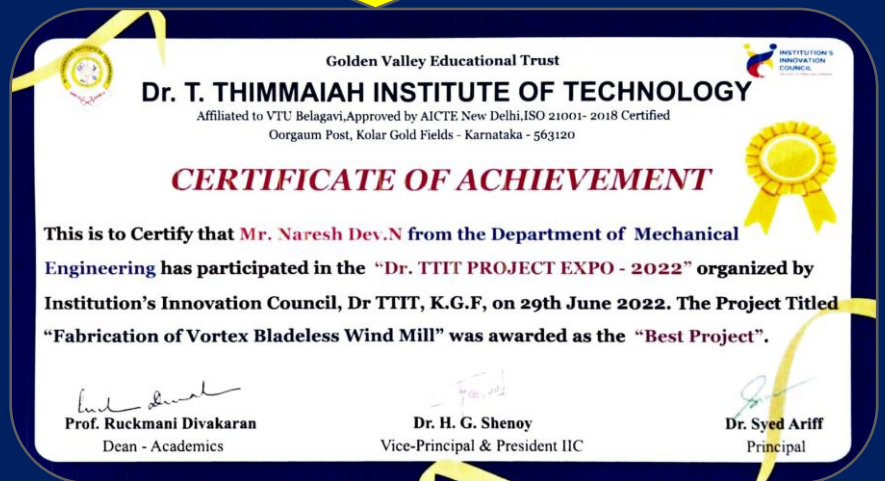 INSTITUTION'S
INNOVATION
COUNCIL
Golden Valley Educational Trust
Dr. T. THIMMAIAH INSTITUTE OF TECHNOLOGY
Affiliated to VTU Belagavi,Approved by AICTE New Delhi,ISO 21001- 2018 Certified
Oorgaum Post, Kolar Gold Fields - Karnataka - 563120
CERTIFICATE OF ACHIEVEMENT
This is to Certify that Mr. Naresh Dev.N from the Department of Mechanical
Engineering has participated in the “Dr. TTIT PROJECT EXPO - 2022” organized by
Institution's Innovation Council, Dr TTIT, K.G.F, on 29th June 2022. The Project Titled
“Fabrication of Vortex Bladeless Wind Mill” was awarded as the “Best Project”.
Prof. Ruckmani Divakaran
Dean - Academics
Dr. H. G. Shenoy
Vice-Principal & President IIC
Dr. Syed Ariff
Principal